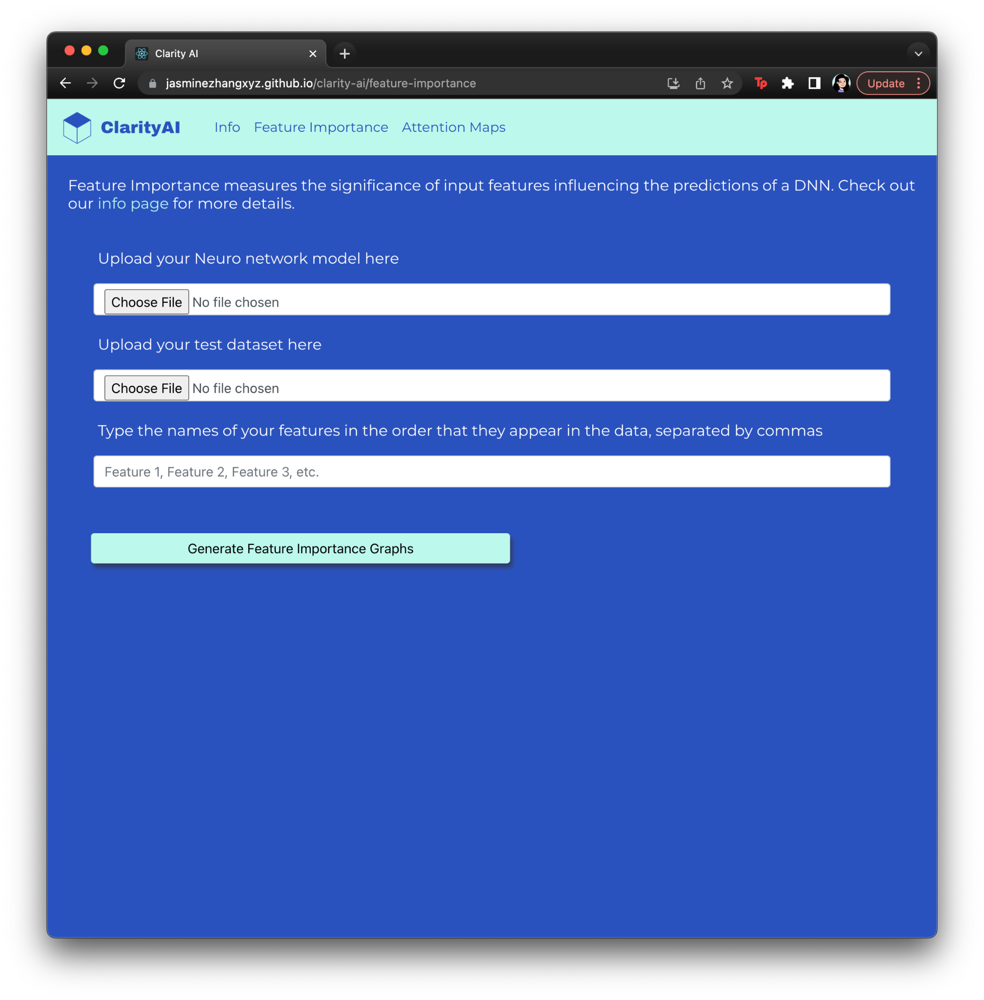 Clarity AI
jasminezhangxyz.github.io/clarity-ai/feature-importance
Tp
Update
ClarityAI Info Feature Importance Attention Maps
Feature Importance measures the significance of input features influencing the predictions of a DNN. Check out
our info page for more details.
Upload your Neuro network model here
Choose File No file chosen
Upload your test dataset here
Choose File No file chosen
Type the names of your features in the order that they appear in the data, separated by commas
Feature 1, Feature 2, Feature 3, etc.
Generate Feature Importance Graphs